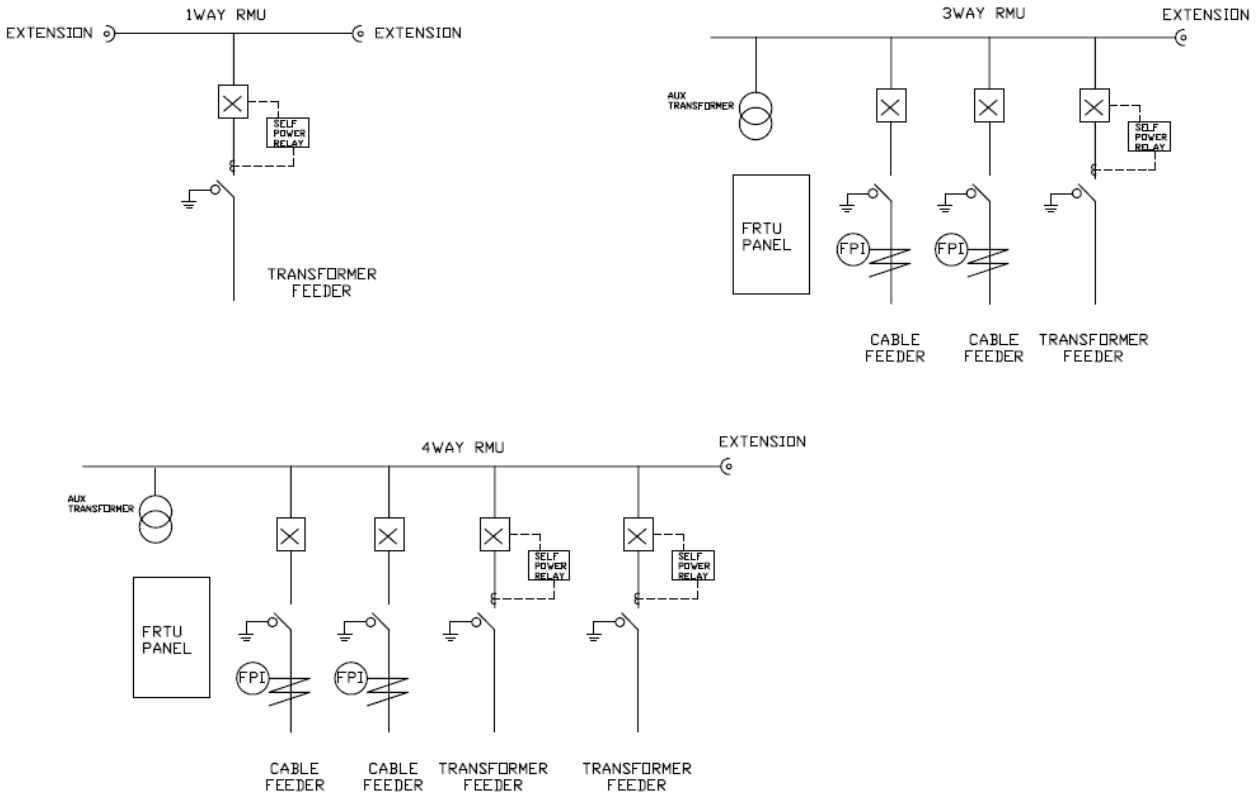 1WAY RMU
EXTENSION
EXTENSION
SELF
POWER
RELAY
TRANSFORMER
FEEDER
3WAY RMU
EXTENSION
AUX
TRANSFORMER
SELF
POWER
RELAY
FRTU
PANEL
FPI
FPI
CABLE
FEEDER
CABLE
FEEDER
TRANSFORMER
FEEDER
4WAY RMU
EXTENSION
AUX
TRANSFORMER
SELF
POWER
RELAY
SELF
POWER
RELAY
FRTU
PANEL
FPI
FPI
CABLE
FEEDER
CABLE
FEEDER
TRANSFORMER
FEEDER
TRANSFORMER
FEEDER